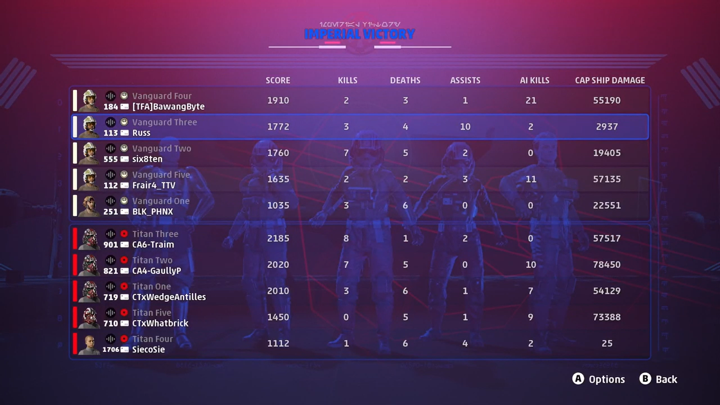 IMPERIAL VICTORY
SCORE KILLS DEATHS ASSISTS AI KILLS CAP SHIP DAMAGE
Vanguard Four
184 [TFA]BawangByte 1910 2 3 1 21 55190
Vanguard Three
113 Russ 1772 3 4 10 2 2937
Vanguard Two
555 six8ten 1760 7 5 2 0 19405
Vanguard Five
112 Frair4_TTV 1635 2 2 3 11 57135
Vanguard One
251 BLK_PHNX 1035 3 6 0 0 22551
Titan Three
901 CA6-Traim 2185 8 1 2 0 57517
Titan Two
821 CA4-GaullyP 2020 7 5 0 10 78450
Titan One
719 CTxWedgeAntilles 2010 3 6 1 7 54129
Titan Five
710 CTxWhatbrick 1450 0 5 1 9 73388
Titan Four
1706 SiecoSie 1112 1 6 4 2 25
A Options B Back